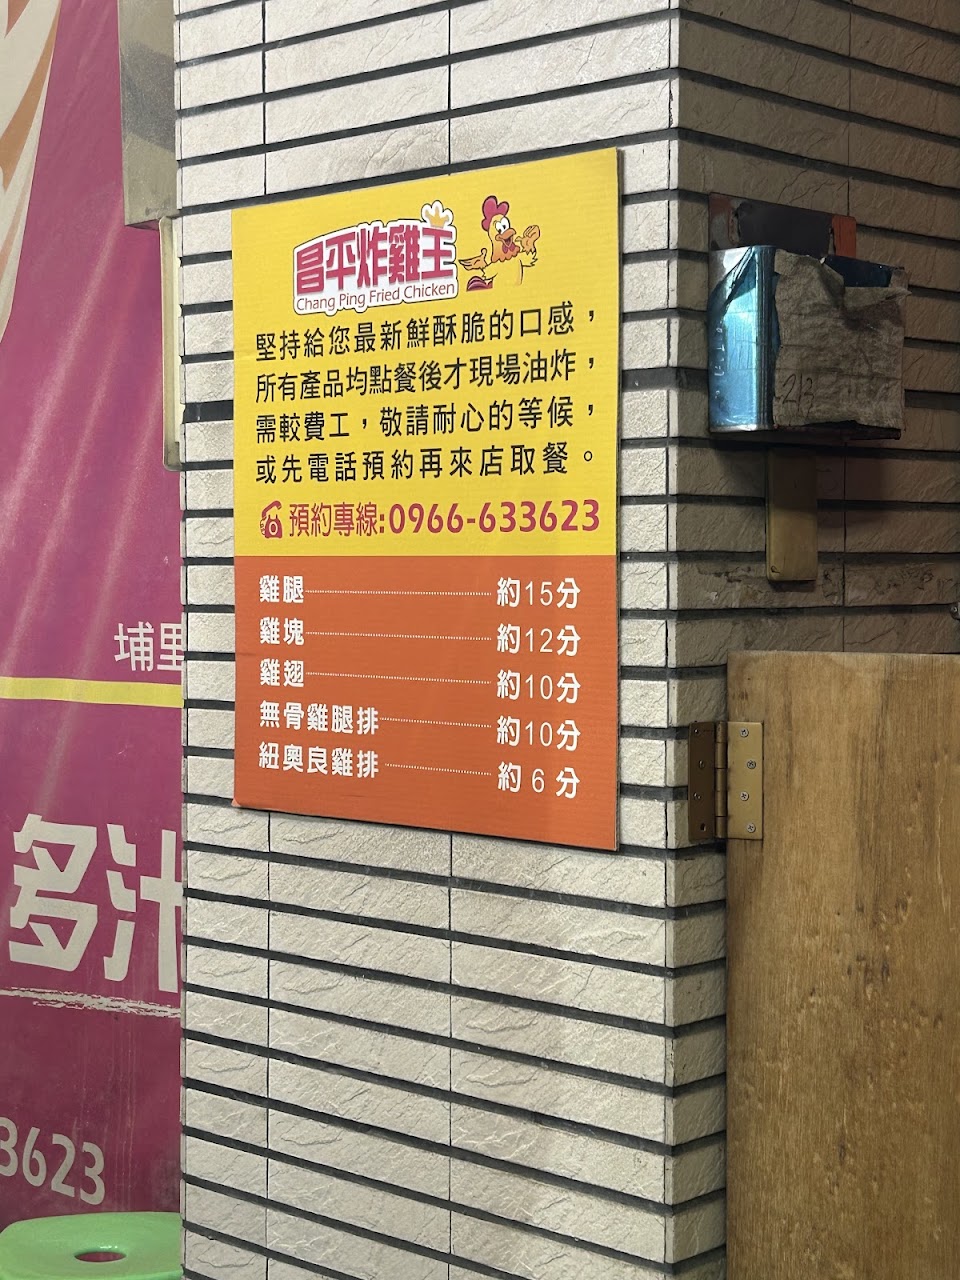 昌平炸雞王
Chang Ping Fried Chicken
堅持給您最新鮮酥脆的口感，
所有產品均點餐後才現場油炸，
需較費工，敬請耐心的等候，
或先電話預約再來店取餐。
預約專線:0966-633623
雞腿 約15分
雞塊 約12分
雞翅 約10分
無骨雞腿排 約10分
紐奧良雞排 約 6 分
埔里
多汁
3623